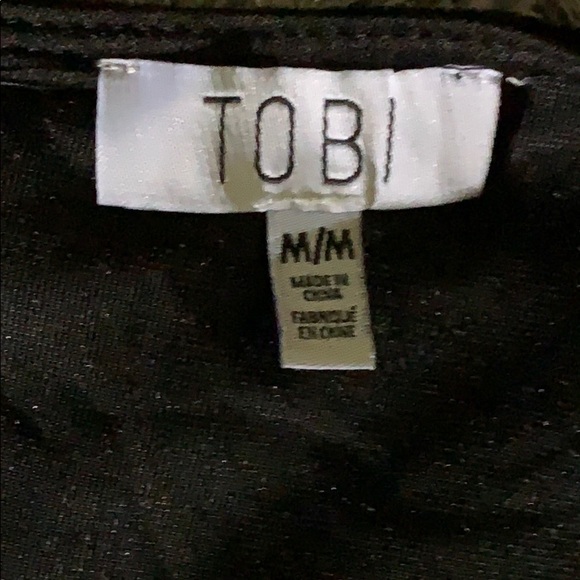 TOBI
M/M
MADE IN
CHINA
FABRIQUÉ
EN CHINE